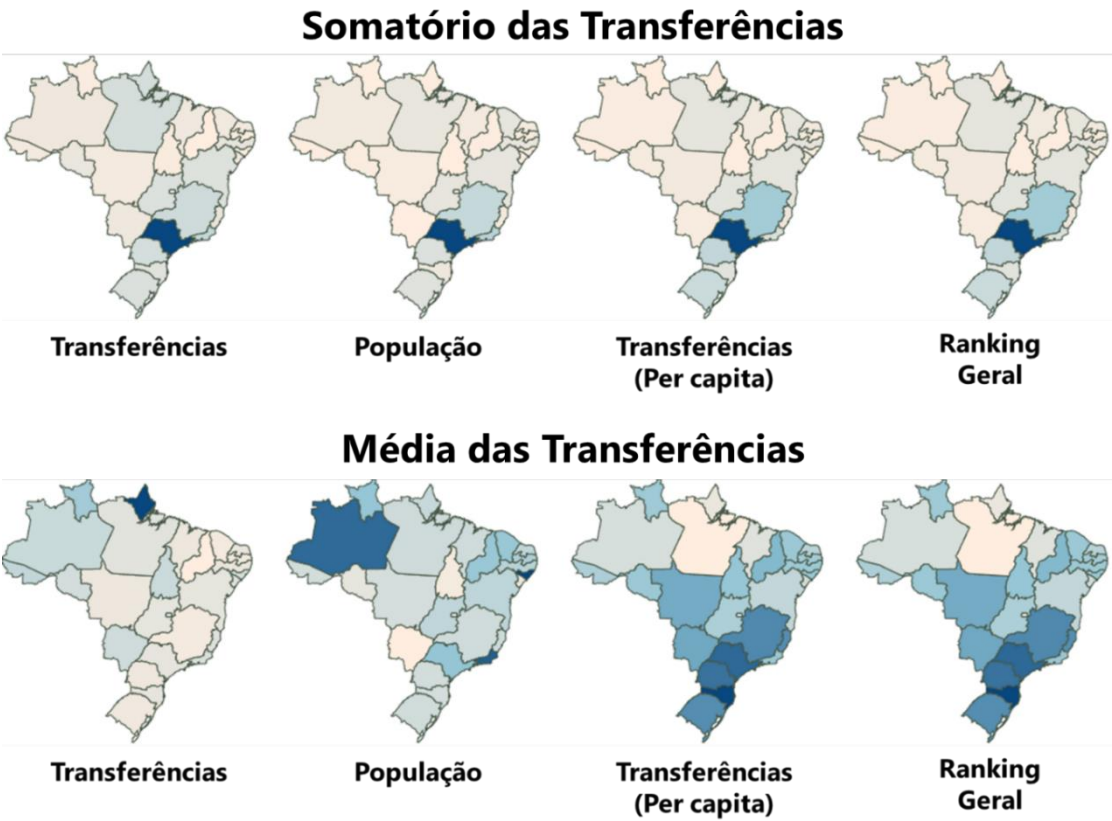 Somatório das Transferências
Transferências
População
Transferências
(Per capita)
Ranking
Geral
Média das Transferências
Transferências
População
Transferências
(Per capita)
Ranking
Geral